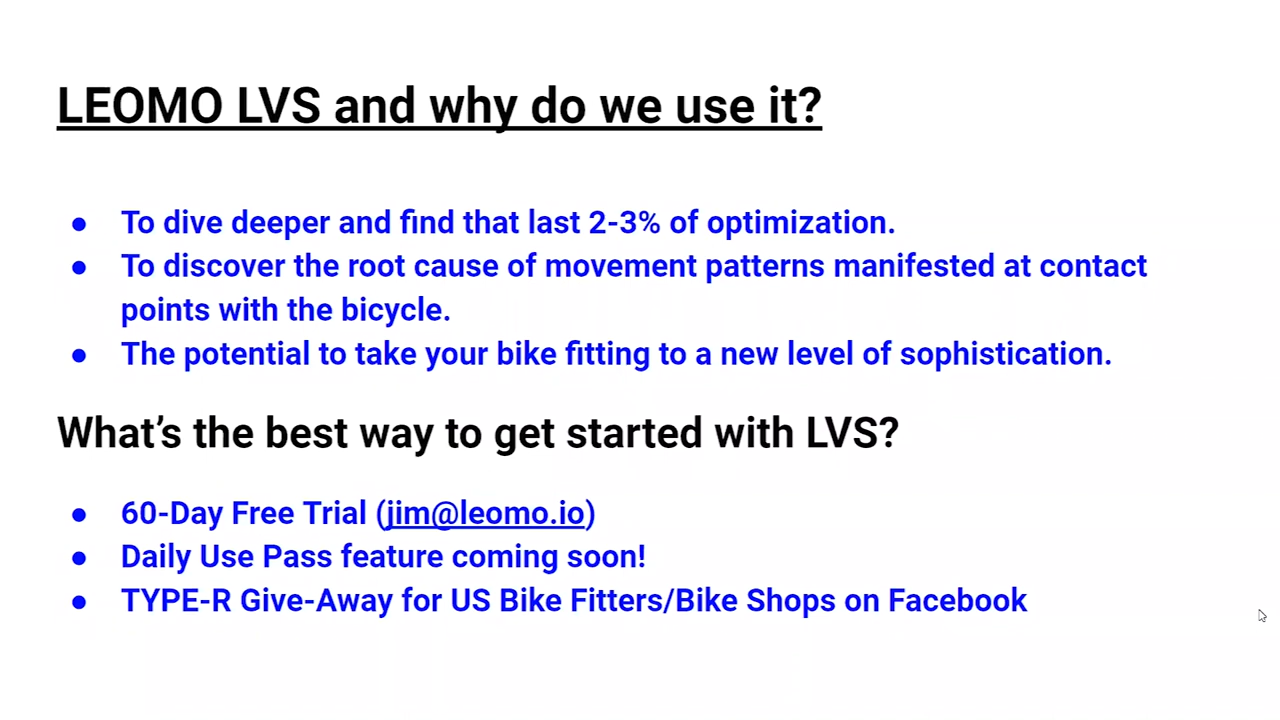 LEOMO LVS and why do we use it?
● To dive deeper and find that last 2-3% of optimization.
● To discover the root cause of movement patterns manifested at contact
points with the bicycle.
● The potential to take your bike fitting to a new level of sophistication.
What’s the best way to get started with LVS?
● 60-Day Free Trial (jim@leomo.io)
● Daily Use Pass feature coming soon!
● TYPE-R Give-Away for US Bike Fitters/Bike Shops on Facebook